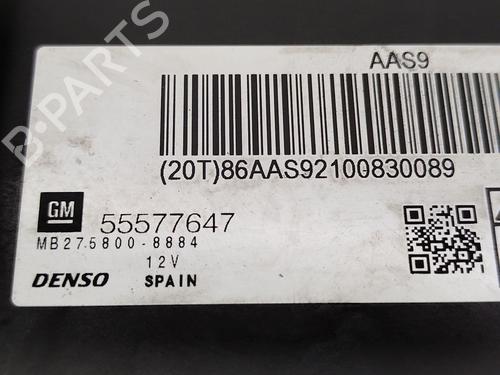 AAS9
(20T)86AAS92100830089
GM 55577647
MB275800-8884
12V
DENSO SPAIN
B-PARTS